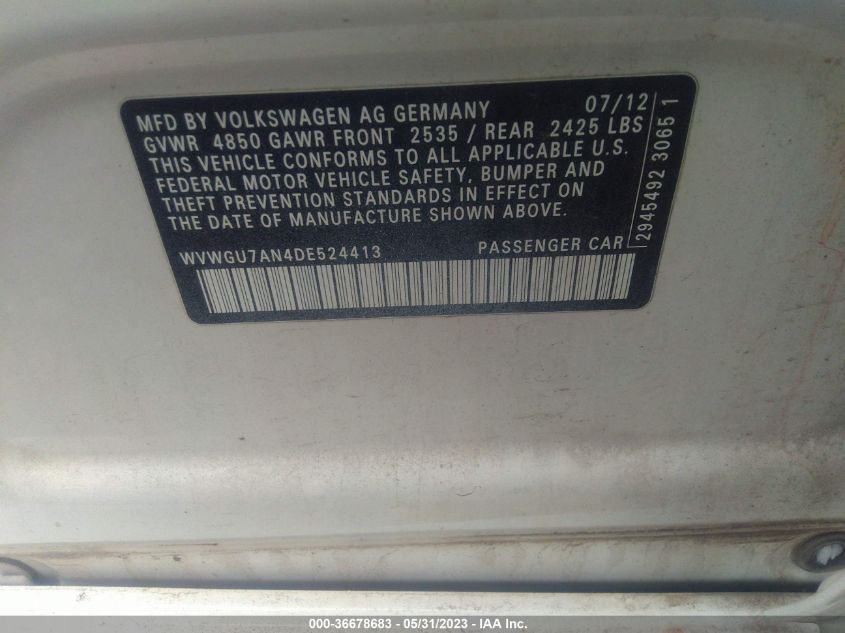 MFD BY VOLKSWAGEN AG GERMANY 07/12
GVWR 4850 GAWR FRONT 2535 / REAR 2425 LBS
THIS VEHICLE CONFORMS TO ALL APPLICABLE U.S.
FEDERAL MOTOR VEHICLE SAFETY, BUMPER AND
THEFT PREVENTION STANDARDS IN EFFECT ON
THE DATE OF MANUFACTURE SHOWN ABOVE.
WVWGU7AN4DE524413 PASSENGER CAR
2945492 30651
000-36678683 - 05/31/2023 - IAA Inc.